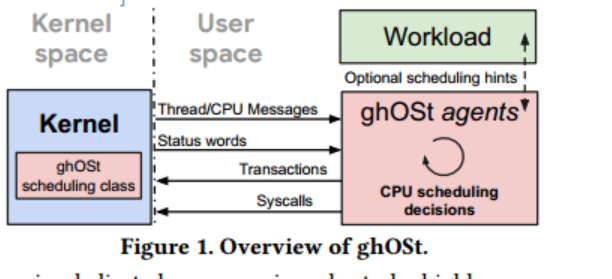 Kernel
space
User
space
Workload
Optional scheduling hints
Kernel
ghOSt
scheduling class
Thread/CPU Messages
Status words
Transactions
Syscalls
ghOSt agents
CPU scheduling
decisions
Figure 1. Overview of ghOSt.